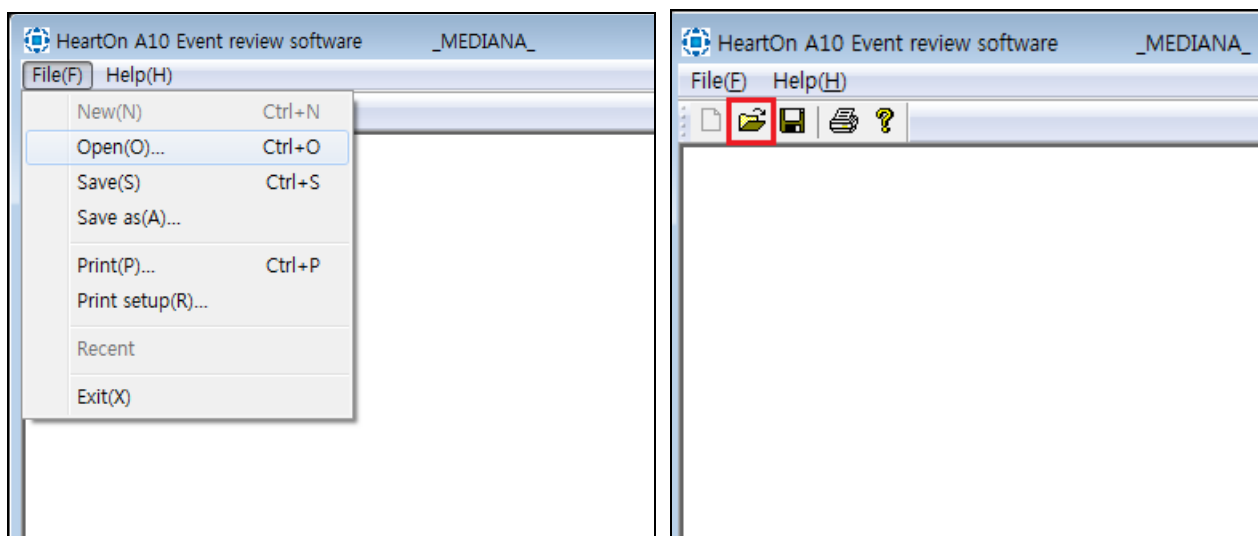 HeartOn A10 Event review software _MEDIANA_
File(F) Help(H)
New(N) Ctrl+N
Open(O)... Ctrl+O
Save(S) Ctrl+S
Save as(A)...
Print(P)... Ctrl+P
Print setup(R)...
Recent
Exit(X)
HeartOn A10 Event review software _MEDIANA_
File(F) Help(H)